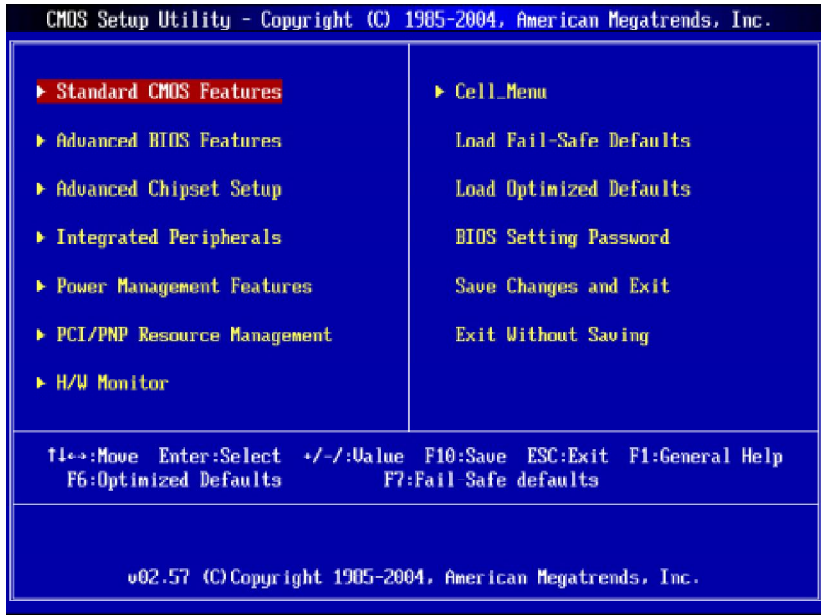 CMOS Setup Utility - Copyright (C) 1985-2004, American Megatrends, Inc.
▶ Standard CMOS Features
▶ Advanced BIOS Features
▶ Advanced Chipset Setup
▶ Integrated Peripherals
▶ Power Management Features
▶ PCI/PNP Resource Management
▶ H/W Monitor
▶ Cell_Menu
Load Fail-Safe Defaults
Load Optimized Defaults
BIOS Setting Password
Save Changes and Exit
Exit Without Saving
↑↓←→:Move Enter:Select +/-/:Value F10:Save ESC:Exit F1:General Help
F6:Optimized Defaults F7:Fail-Safe defaults
v02.57 (C)Copyright 1985-2004, American Megatrends, Inc.